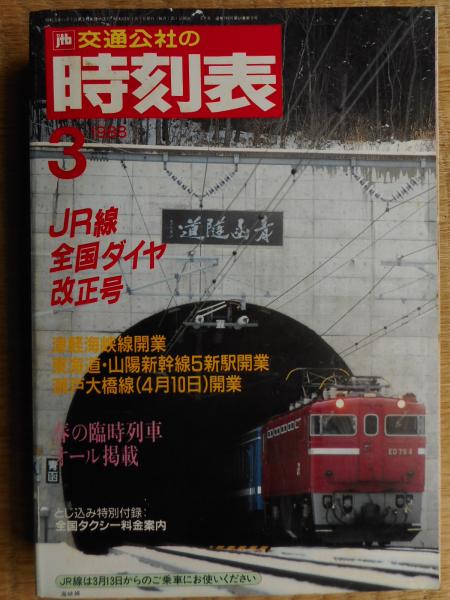 jtb 交通公社の
時刻表
3 1988
JR線
全国ダイヤ
改正号
道隧函青
津軽海峡線開業
東海道・山陽新幹線5新駅開業
瀬戸大橋線(4月10日)開業
春の臨時列車
オール掲載
とじ込み特別付録:
全国タクシー料金案内
ED79 4
JR線は3月13日からのご乗車にお使いください